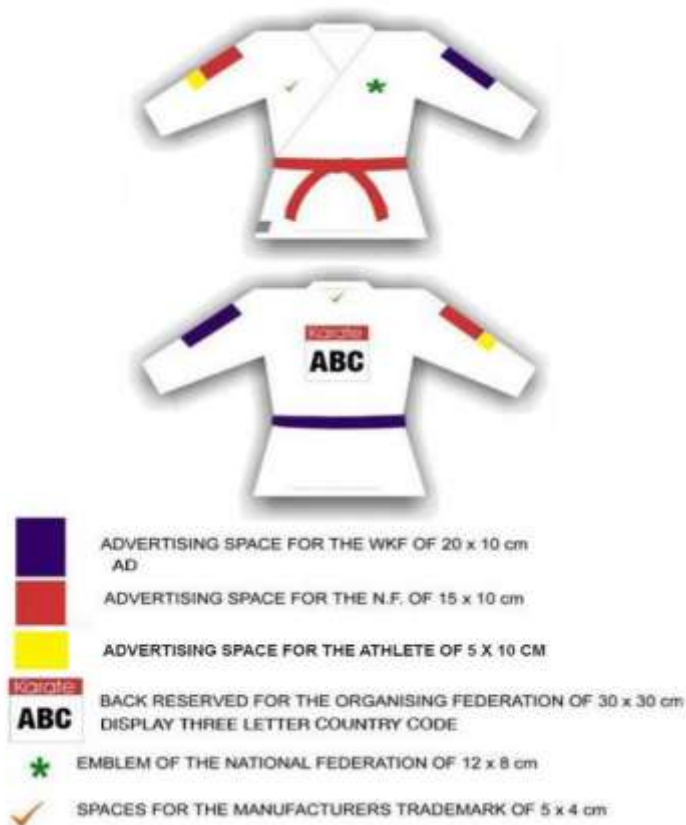 Karate
ABC
ADVERTISING SPACE FOR THE WKF OF 20 x 10 cm
AD
ADVERTISING SPACE FOR THE N.F. OF 15 x 10 cm
ADVERTISING SPACE FOR THE ATHLETE OF 5 X 10 CM
Karate
ABC
BACK RESERVED FOR THE ORGANISING FEDERATION OF 30 x 30 cm
DISPLAY THREE LETTER COUNTRY CODE
EMBLEM OF THE NATIONAL FEDERATION OF 12 x 8 cm
SPACES FOR THE MANUFACTURERS TRADEMARK OF 5 x 4 cm